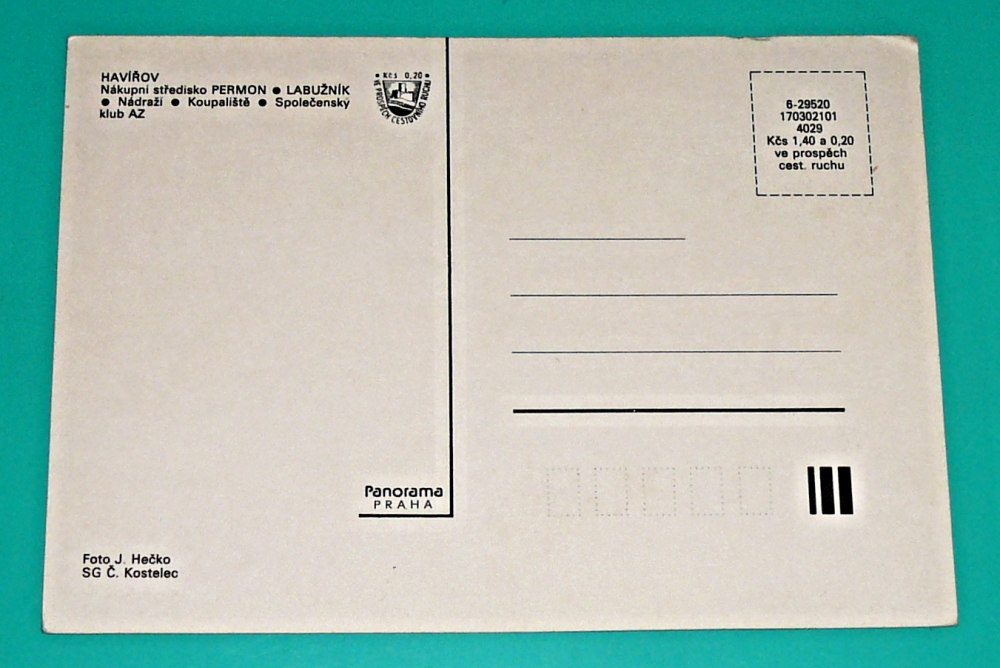 HAVÍŘOV
Nákupní středisko PERMON ● LABUŽNÍK
● Nádraží ● Koupaliště ● Společenský
klub AZ
• Kčs 0,20 •
VE PROSPĚCH CESTOVNÍHO RUCHU
6-29520
170302101
4029
Kčs 1,40 a 0,20
ve prospěch
cest. ruchu
Panorama
PRAHA
Foto J. Hečko
SG Č. Kostelec